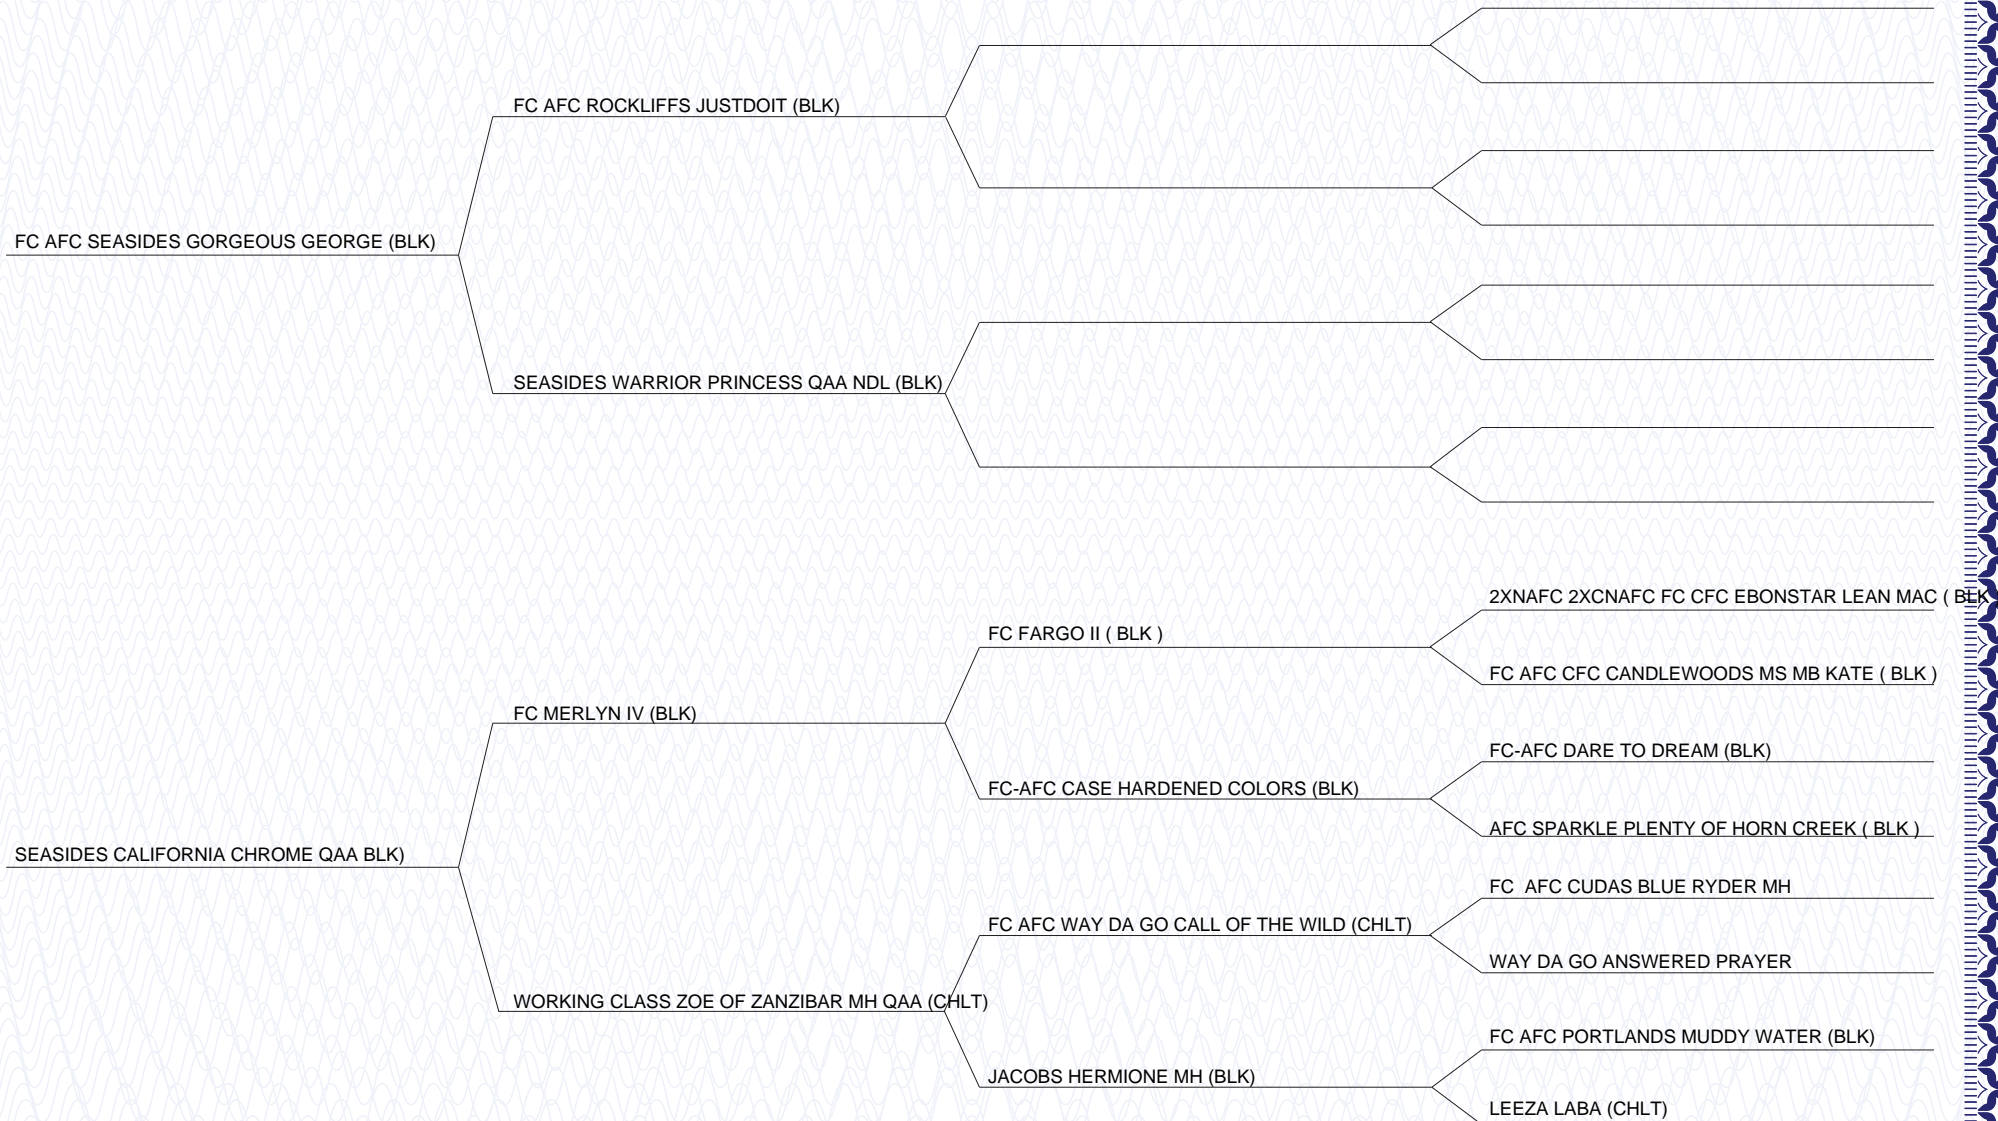 FC AFC ROCKLIFFS JUSTDOIT (BLK)
FC AFC SEASIDES GORGEOUS GEORGE (BLK)
SEASIDES WARRIOR PRINCESS QAA NDL (BLK)
2XNAFC 2XCNAFC FC CFC EBONSTAR LEAN MAC ( BLK
FC FARGO II ( BLK )
FC AFC CFC CANDLEWOODS MS MB KATE ( BLK )
FC MERLYN IV (BLK)
FC-AFC DARE TO DREAM (BLK)
FC-AFC CASE HARDENED COLORS (BLK)
AFC SPARKLE PLENTY OF HORN CREEK ( BLK )
SEASIDES CALIFORNIA CHROME QAA BLK)
FC  AFC CUDAS BLUE RYDER MH
FC AFC WAY DA GO CALL OF THE WILD (CHLT)
WAY DA GO ANSWERED PRAYER
WORKING CLASS ZOE OF ZANZIBAR MH QAA (CHLT)
FC AFC PORTLANDS MUDDY WATER (BLK)
JACOBS HERMIONE MH (BLK)
LEEZA LABA (CHLT)